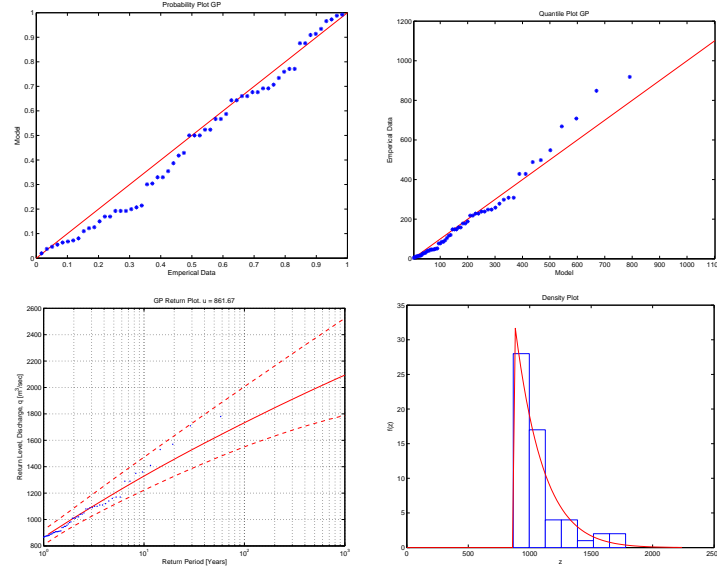 Probability Plot GP
1
0.9
0.8
0.7
0.6
0.5
0.4
0.3
0.2
0.1
0
Model
0 0.1 0.2 0.3 0.4 0.5 0.6 0.7 0.8 0.9 1
Emperical Data
Quantile Plot GP
1200
1000
800
600
400
200
0
Emperical Data
100 200 300 400 500 600 700 800 900 1000 1100
Model
GP Return Plot. u = 861.67
2600
2400
2200
2000
1800
1600
1400
1200
1000
800
Return Level, Discharge, q [m³/sec]
10⁰ 10¹ 10² 10³
Return Period [Years]
Density Plot
35
30
25
20
15
10
5
0
f(z)
0 500 1000 1500 2000 2500
z